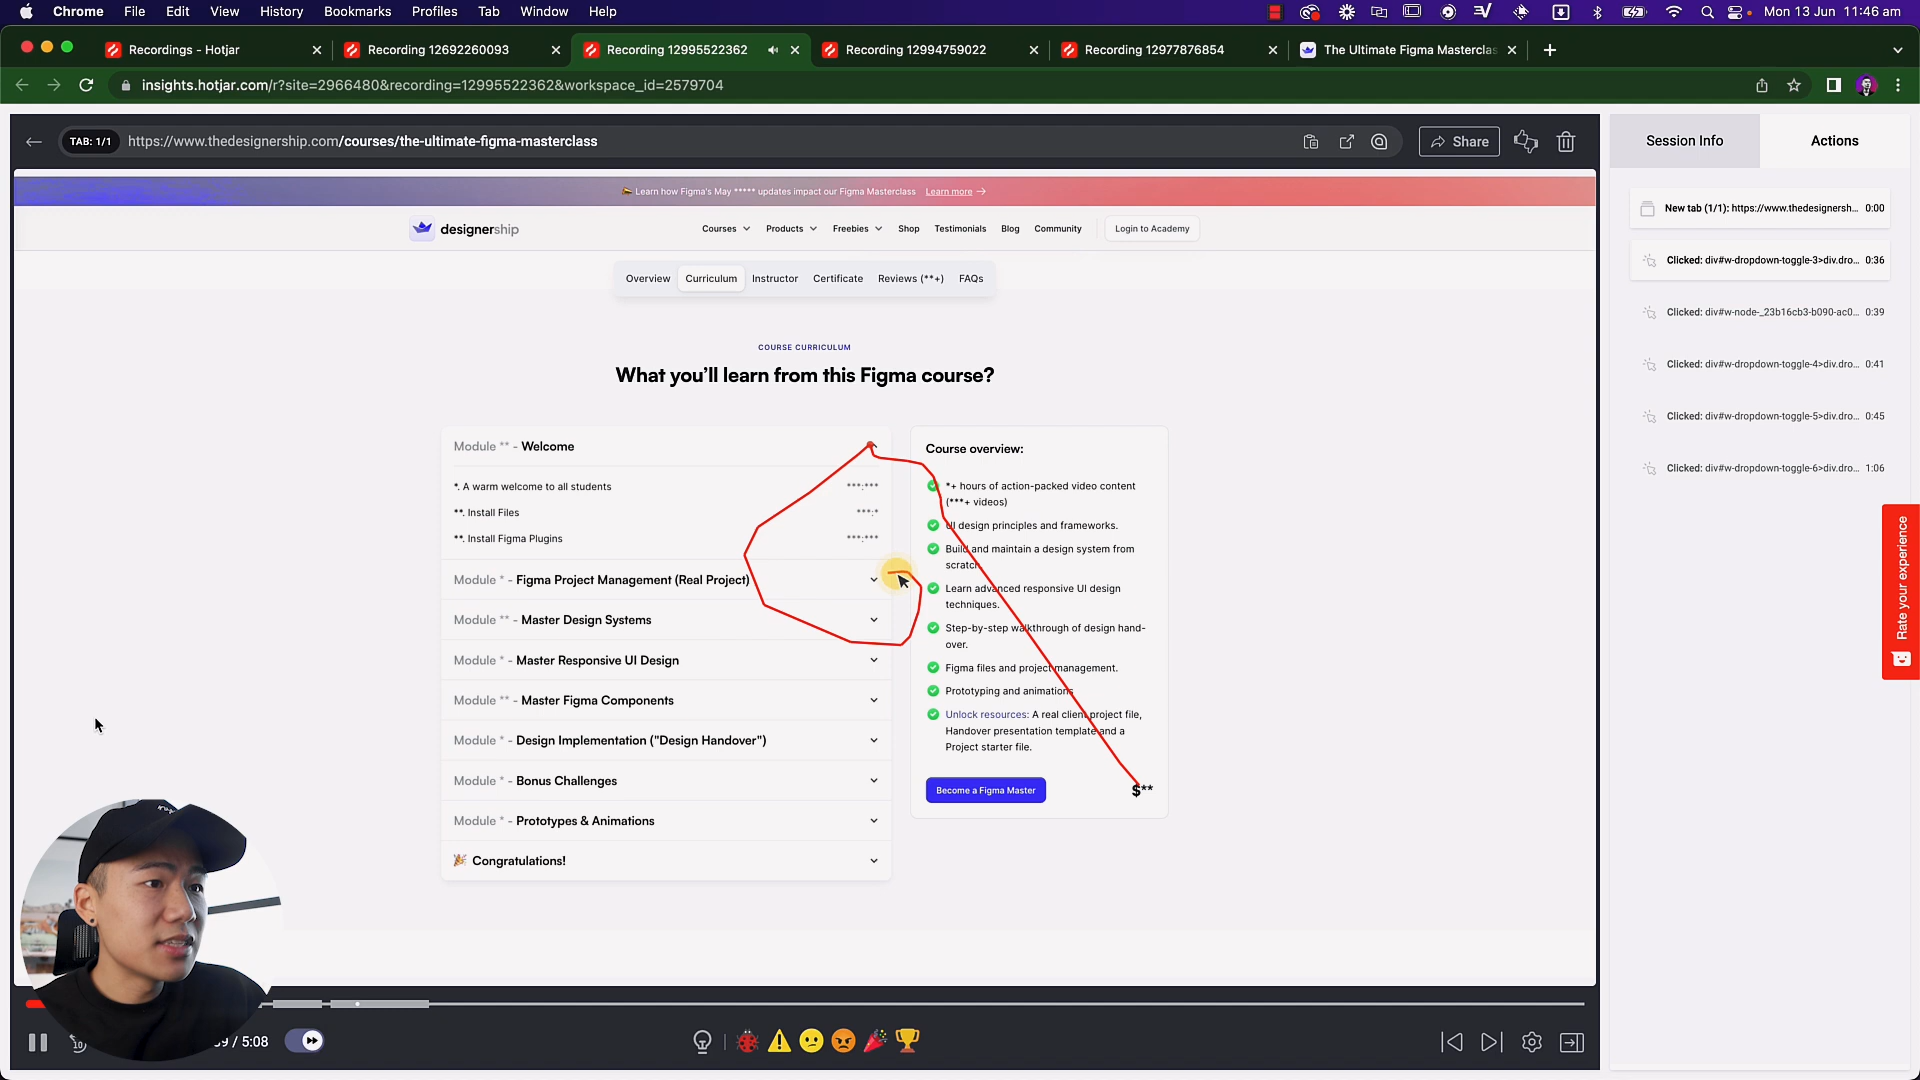 Chrome File Edit View History Bookmarks Profiles Tab Window Help
Mon 13 Jun 11:46 am
Recordings - Hotjar
Recording 12692260093
Recording 12995522362
Recording 12994759022
Recording 12977876854
The Ultimate Figma Masterclas
insights.hotjar.com/r?site=2966480&recording=12995522362&workspace_id=2579704
TAB: 1/1
https://www.thedesignership.com/courses/the-ultimate-figma-masterclass
Share
Session Info
Actions
Learn how Figma's May ***** updates impact our Figma Masterclass Learn more →
designership
Courses Products Freebies Shop Testimonials Blog Community Login to Academy
Overview Curriculum Instructor Certificate Reviews (**+) FAQs
COURSE CURRICULUM
What you'll learn from this Figma course?
Module ** - Welcome
*. A warm welcome to all students ***:***
**. Install Files ***:*
**. Install Figma Plugins ***:***
Module * - Figma Project Management (Real Project)
Module ** - Master Design Systems
Module * - Master Responsive UI Design
Module ** - Master Figma Components
Module * - Design Implementation ("Design Handover")
Module * - Bonus Challenges
Module * - Prototypes & Animations
Congratulations!
Course overview:
*+ hours of action-packed video content
(***+ videos)
UI design principles and frameworks.
Build and maintain a design system from
scratch
Learn advanced responsive UI design
techniques.
Step-by-step walkthrough of design hand-
over.
Figma files and project management.
Prototyping and animations
Unlock resources: A real client project file,
Handover presentation template and a
Project starter file.
Become a Figma Master
$**
New tab (1/1): https://www.thedesignersh... 0:00
Clicked: div#w-dropdown-toggle-3>div.dro... 0:36
Clicked: div#w-node-_23b16cb3-b090-ac0... 0:39
Clicked: div#w-dropdown-toggle-4>div.dro... 0:41
Clicked: div#w-dropdown-toggle-5>div.dro... 0:45
Clicked: div#w-dropdown-toggle-6>div.dro... 1:06
Rate your experience
10
/ 5:08